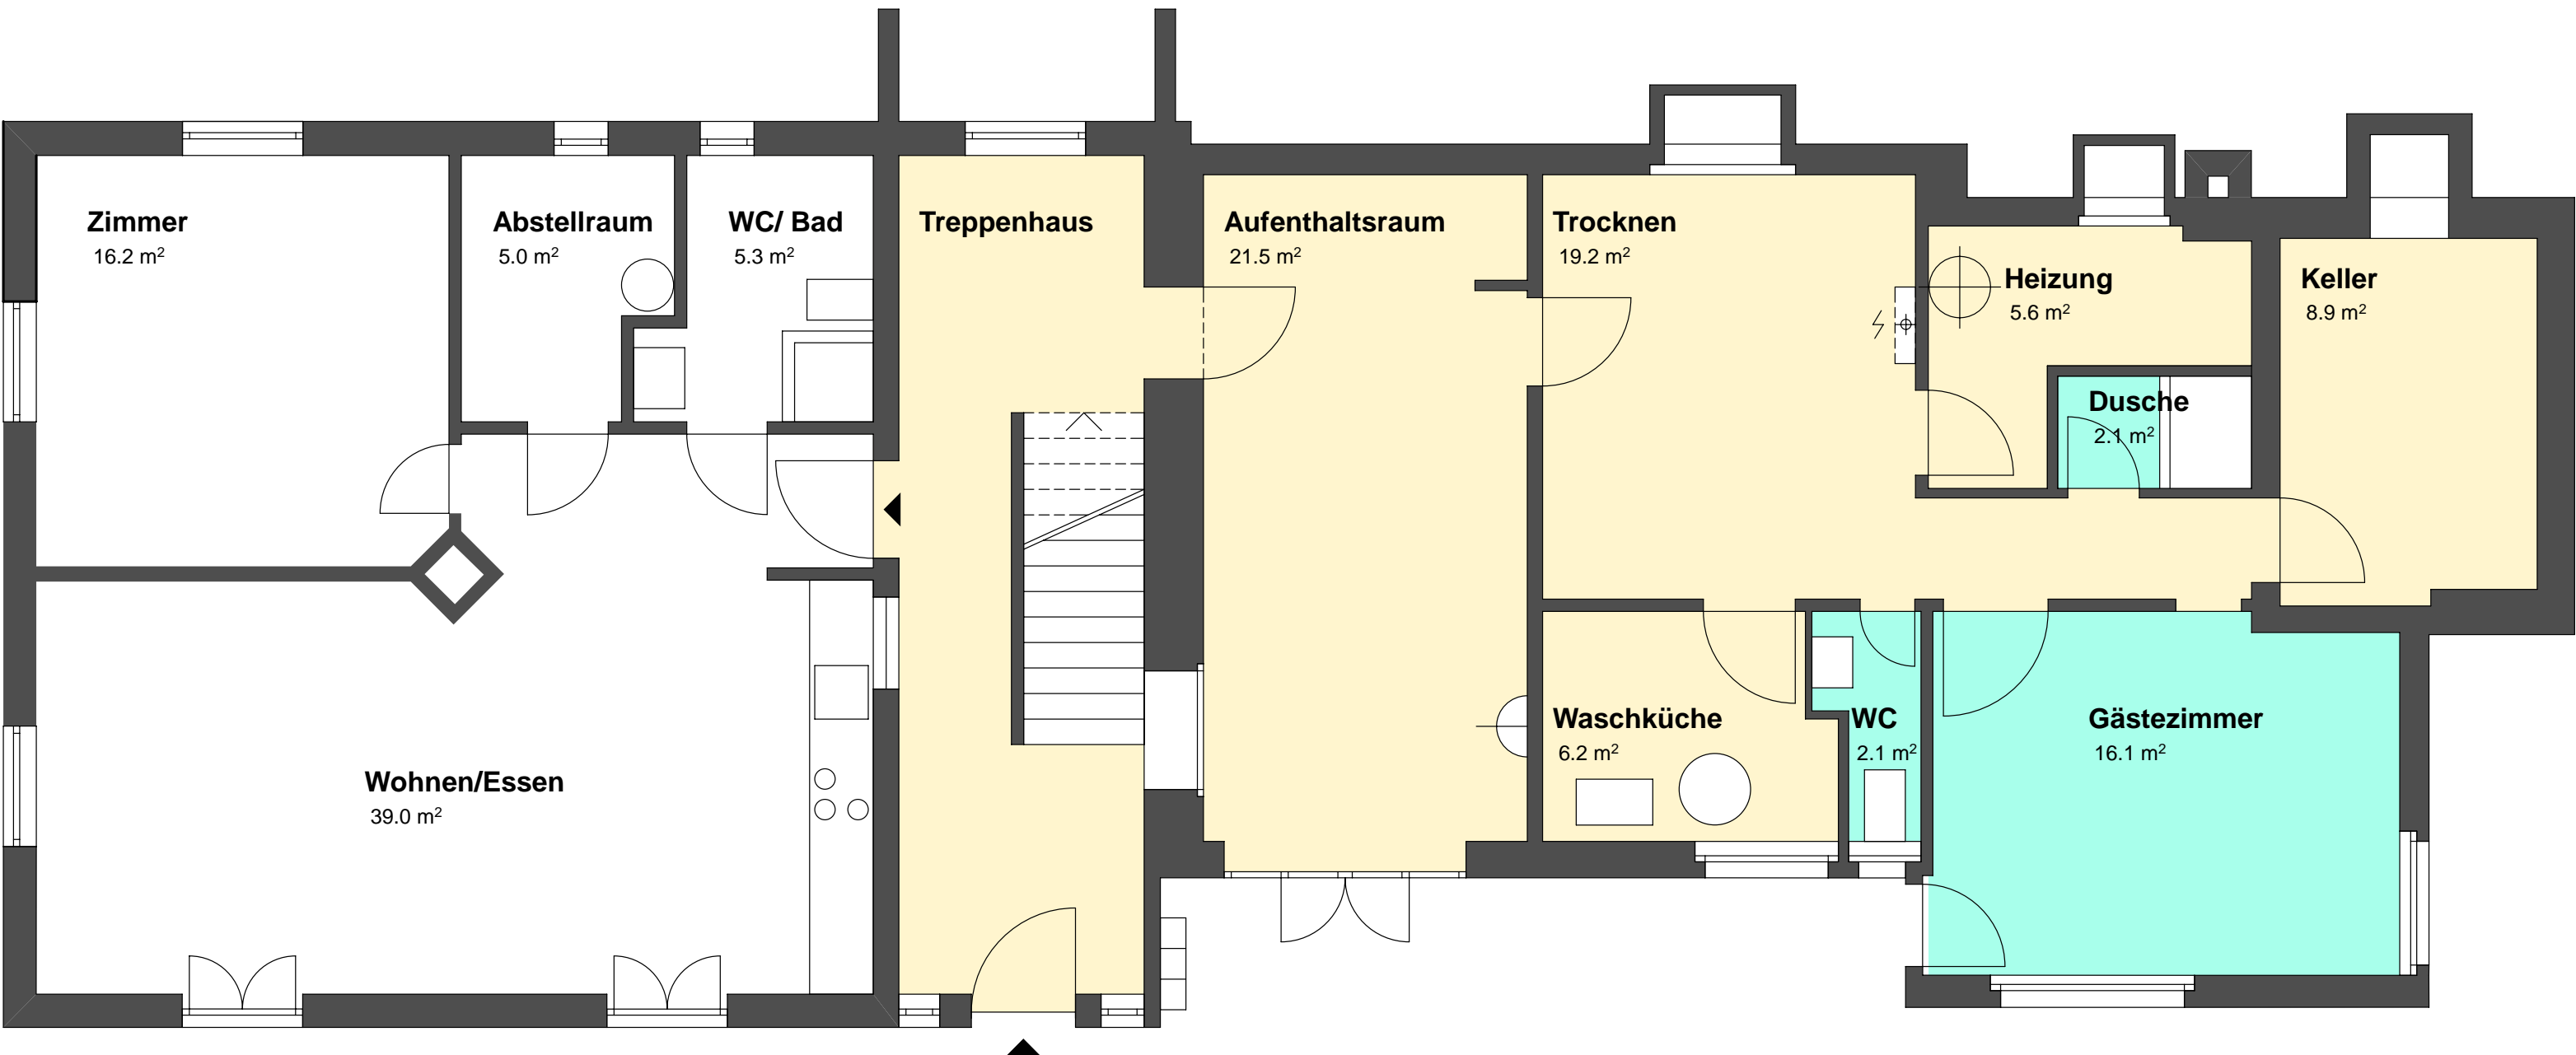 Zimmer
16.2 m²
Abstellraum
5.0 m²
WC/ Bad
5.3 m²
Treppenhaus
Aufenthaltsraum
21.5 m²
Trocknen
19.2 m²
Heizung
5.6 m²
Keller
8.9 m²
Dusche
2.1 m²
Wohnen/Essen
39.0 m²
Waschküche
6.2 m²
WC
2.1 m²
Gästezimmer
16.1 m²